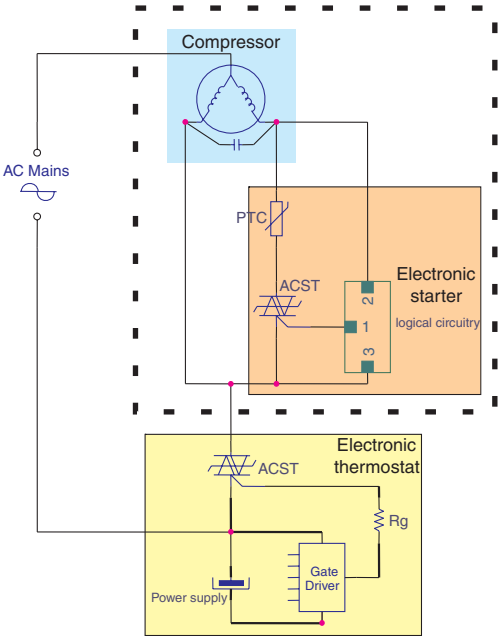 Compressor
AC Mains
PTC
ACST
Electronic
starter
logical circuitry
2
1
3
Electronic
thermostat
ACST
Rg
Gate
Driver
Power supply